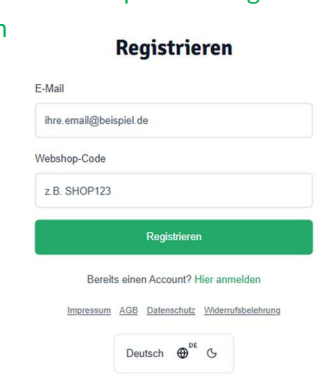 Registrieren
E-Mail
ihre.email@beispiel.de
Webshop-Code
z.B. SHOP123
Registrieren
Bereits einen Account? Hier anmelden
Impressum AGB Datenschutz Widerrufsbelehrung
Deutsch DE